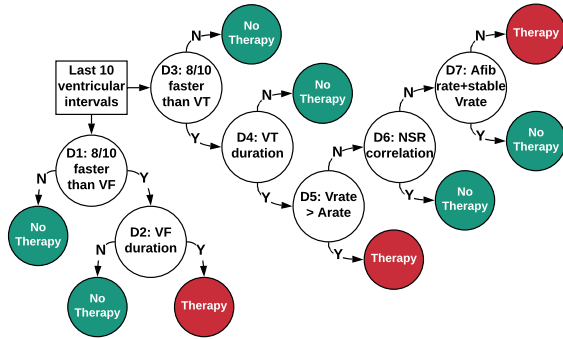 No
Therapy
N
Last 10
ventricular
intervals
D3: 8/10
faster
than VT
Y
N
No
Therapy
D4: VT
duration
Y
N
D5: Vrate
> Arate
Y
Therapy
N
D6: NSR
correlation
Y
No
Therapy
N
Therapy
D7: Afib
rate+stable
Vrate
Y
No
Therapy
D1: 8/10
faster
than VF
N
Y
No
Therapy
D2: VF
duration
N
Y
No
Therapy
Therapy